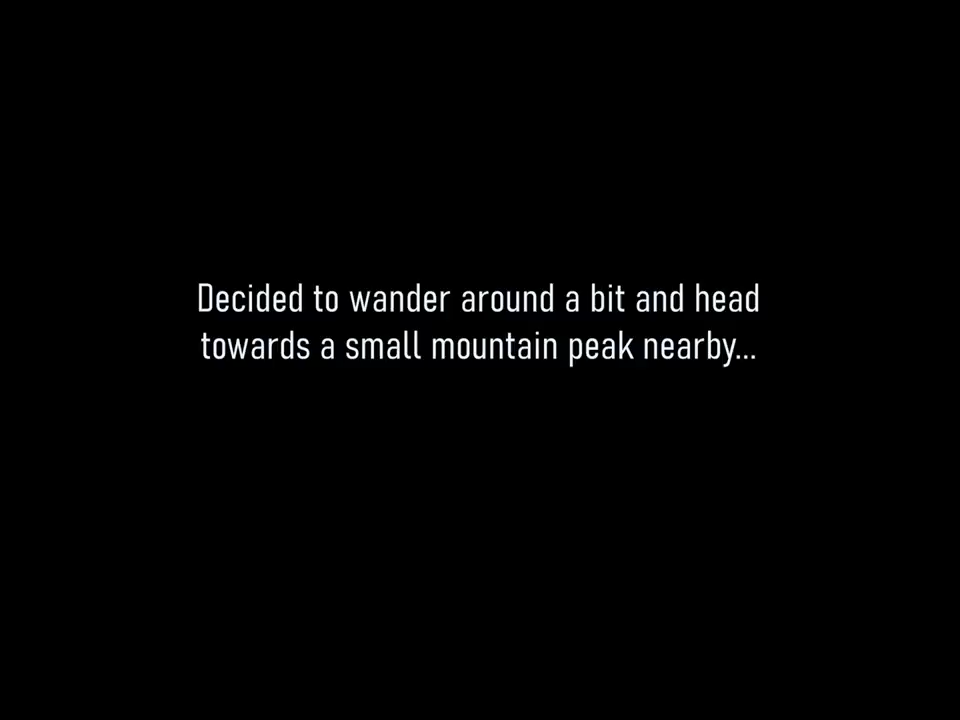 Decided to wander around a bit and head
towards a small mountain peak nearby...